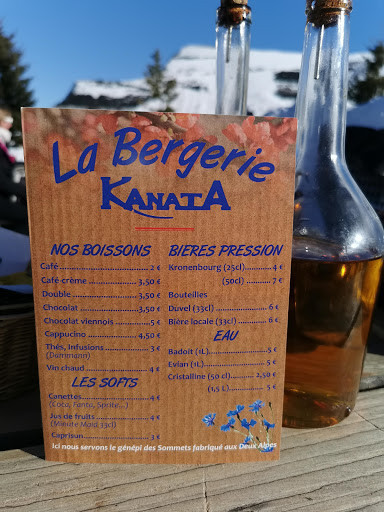 La Bergerie
KANATA
NOS BOISSONS
Café 2 €
Café crème 3,50 €
Double 3,50 €
Chocolat 3,50 €
Chocolat viennois 5 €
Cappucino 4,50 €
Thés, Infusions 3 €
(Dammann)
Vin chaud 4 €
LES SOFTS
Canettes 4 €
(Coca, Fanta, Sprite...)
Jus de fruits 4 €
(Minute Maid 33cl)
Caprisun 3 €
BIERES PRESSION
Kronenbourg (25cl) 4 €
(50cl) 7 €
Bouteilles
Duvel (33cl) 6 €
Bière locale (33cl) 6 €
EAU
Badoit (1L) 5 €
Evian (1L) 5 €
Cristalline (50 cl) 2,50 €
(1,5 L) 5 €
Ici nous servons le génépi des Sommets fabriqué aux Deux Alpes